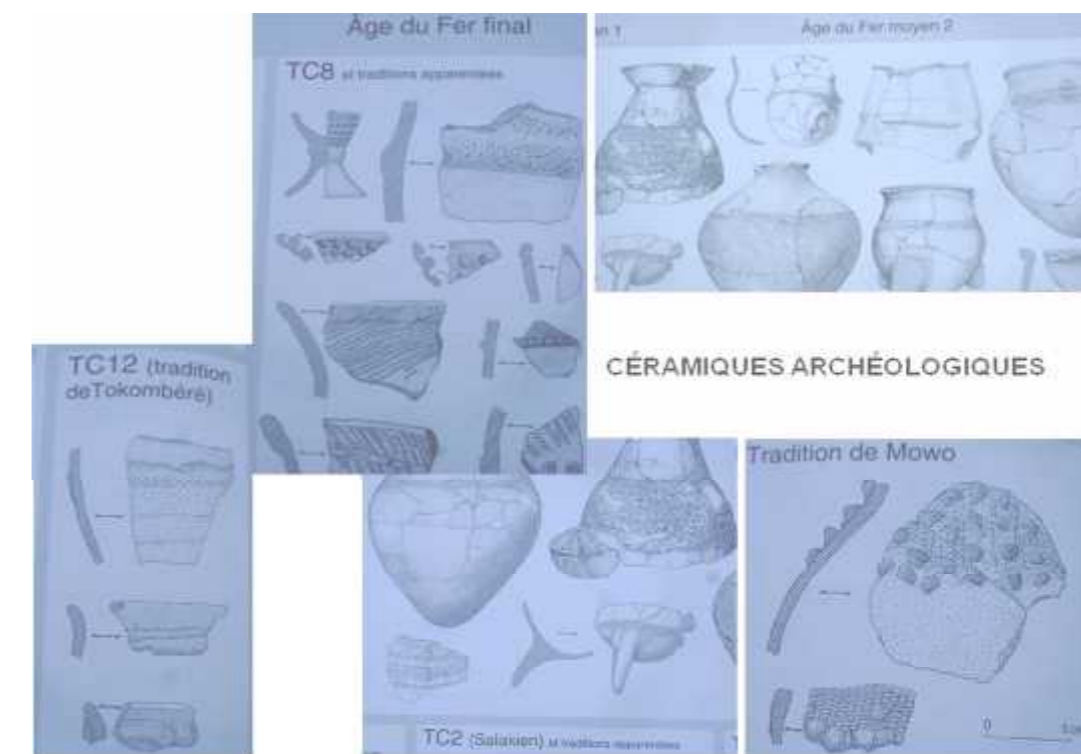 Âge du Fer final
TC8 et traditions apparentées
n 1
Âge du Fer moyen 2
TC12 (tradition
deTokombéré)
CÉRAMIQUES ARCHÉOLOGIQUES
Tradition de Mowo
TC2 (Salakien) et traditions apparentées
0